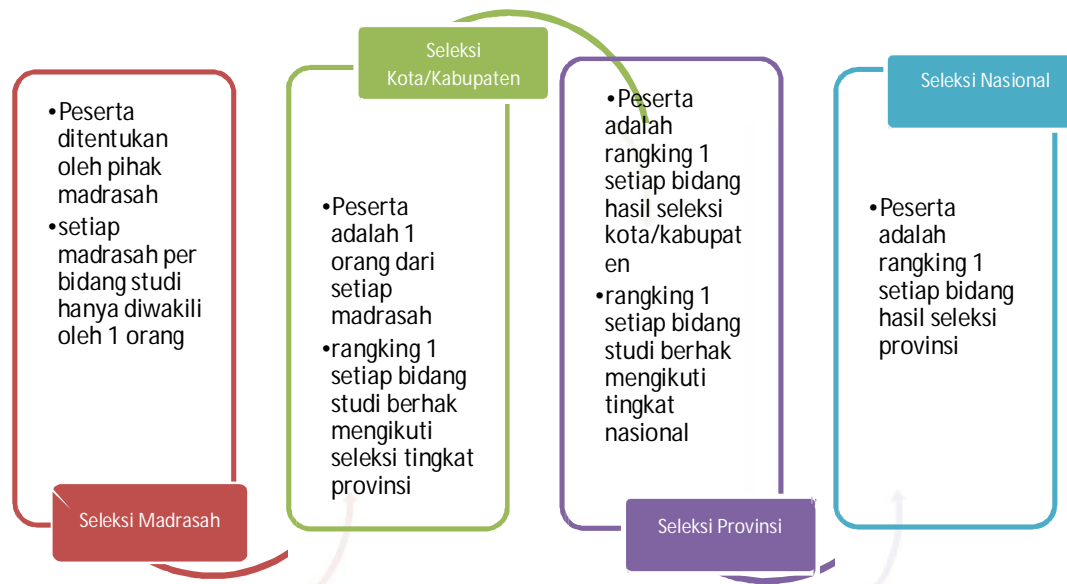 •Peserta
ditentukan
oleh pihak
madrasah
•setiap
madrasah per
bidang studi
hanya diwakili
oleh 1 orang
Seleksi Madrasah
Seleksi
Kota/Kabupaten
•Peserta
adalah 1
orang dari
setiap
madrasah
•rangking 1
setiap bidang
studi berhak
mengikuti
seleksi tingkat
provinsi
•Peserta
adalah
rangking 1
setiap bidang
hasil seleksi
kota/kabupat
en
•rangking 1
setiap bidang
studi berhak
mengikuti
tingkat
nasional
Seleksi Provinsi
Seleksi Nasional
•Peserta
adalah
rangking 1
setiap bidang
hasil seleksi
provinsi